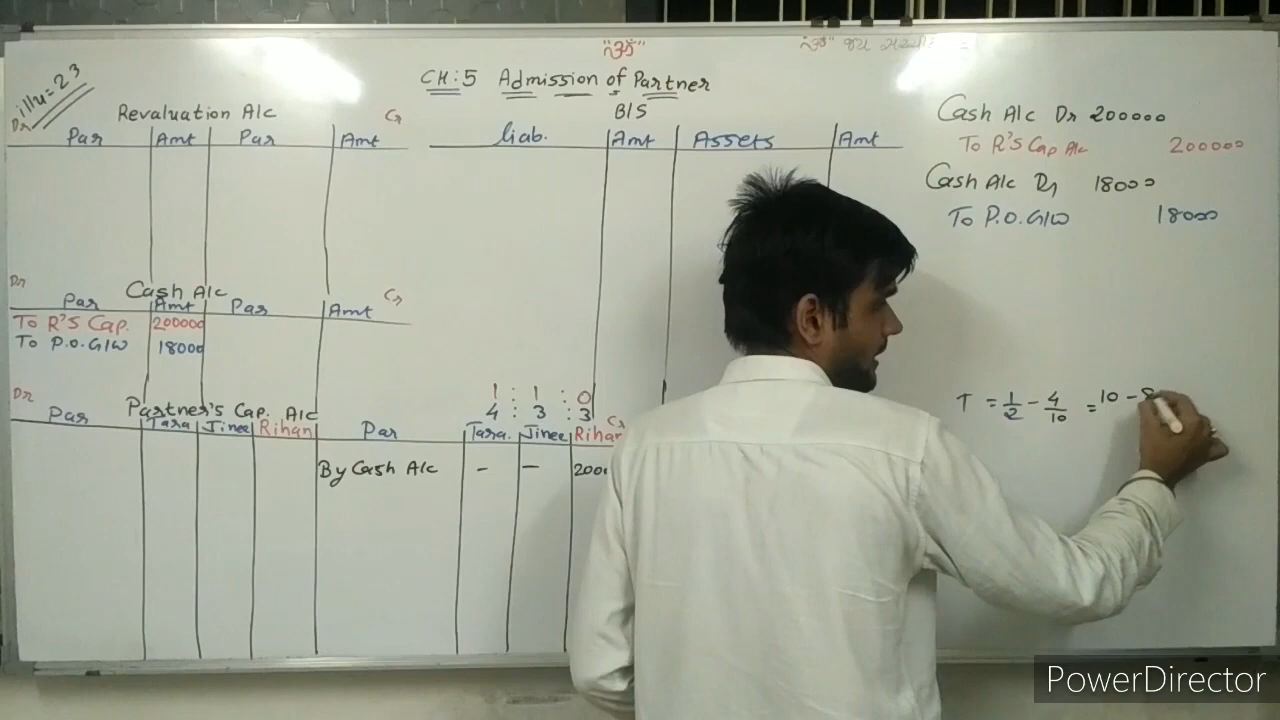 "ૐ"
"ૐ" જય
CH:5 Admission of Partner
illu=23
Revaluation A/c
Dr Cr
Par Amt Par Amt
B/S
Liab. Amt Assets Amt
Cash A/c Dr 200000
To R's Cap A/c 200000
Cash A/c Dr 18000
To P.O.G/W 18000
Cash A/c
Dr Cr
Par Amt Par Amt
To R's Cap. 200000
To P.O.G/W 18000
1 : 1 : 0
4 : 3 : 3
Partner's Cap. A/c
Dr Cr
Par Tara Jinee Rihan Par Tara. Jinee Rihan
By Cash A/c - -
T = 1/2 - 4/10 = 10 - 8
PowerDirector